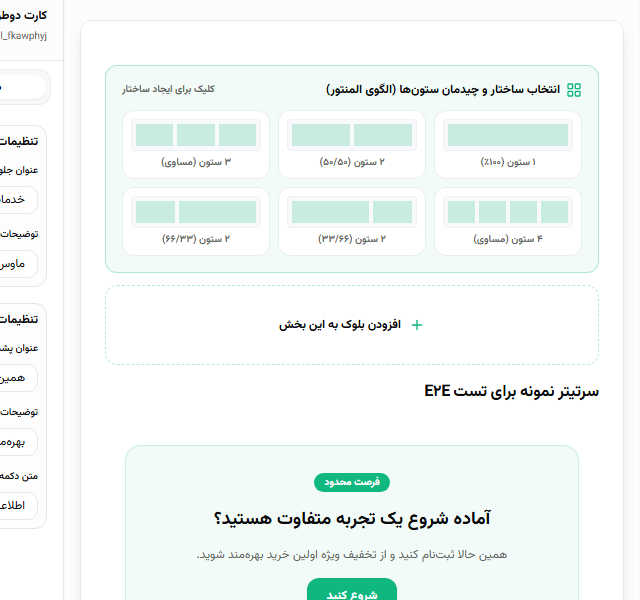 انتخاب ساختار و چیدمان ستون‌ها (الگوی المنتور)
کلیک برای ایجاد ساختار
۱ ستون (۱۰۰٪)
۲ ستون (۵۰/۵۰)
۳ ستون (مساوی)
۴ ستون (مساوی)
۲ ستون (۳۳/۶۶)
۲ ستون (۶۶/۳۳)
افزودن بلوک به این بخش
سرتیتر نمونه برای تست E۲E
فرصت محدود
آماده شروع یک تجربه متفاوت هستید؟
همین حالا ثبت‌نام کنید و از تخفیف ویژه اولین خرید بهره‌مند شوید.
شروع کنید
کارت دوطر
l_fkawphyj
تنظیمات
عنوان جلو
خدما
توضیحات
ماوس
تنظیمات
عنوان پش
همین
توضیحات
بهره‌م
متن دکمه
اطلاع